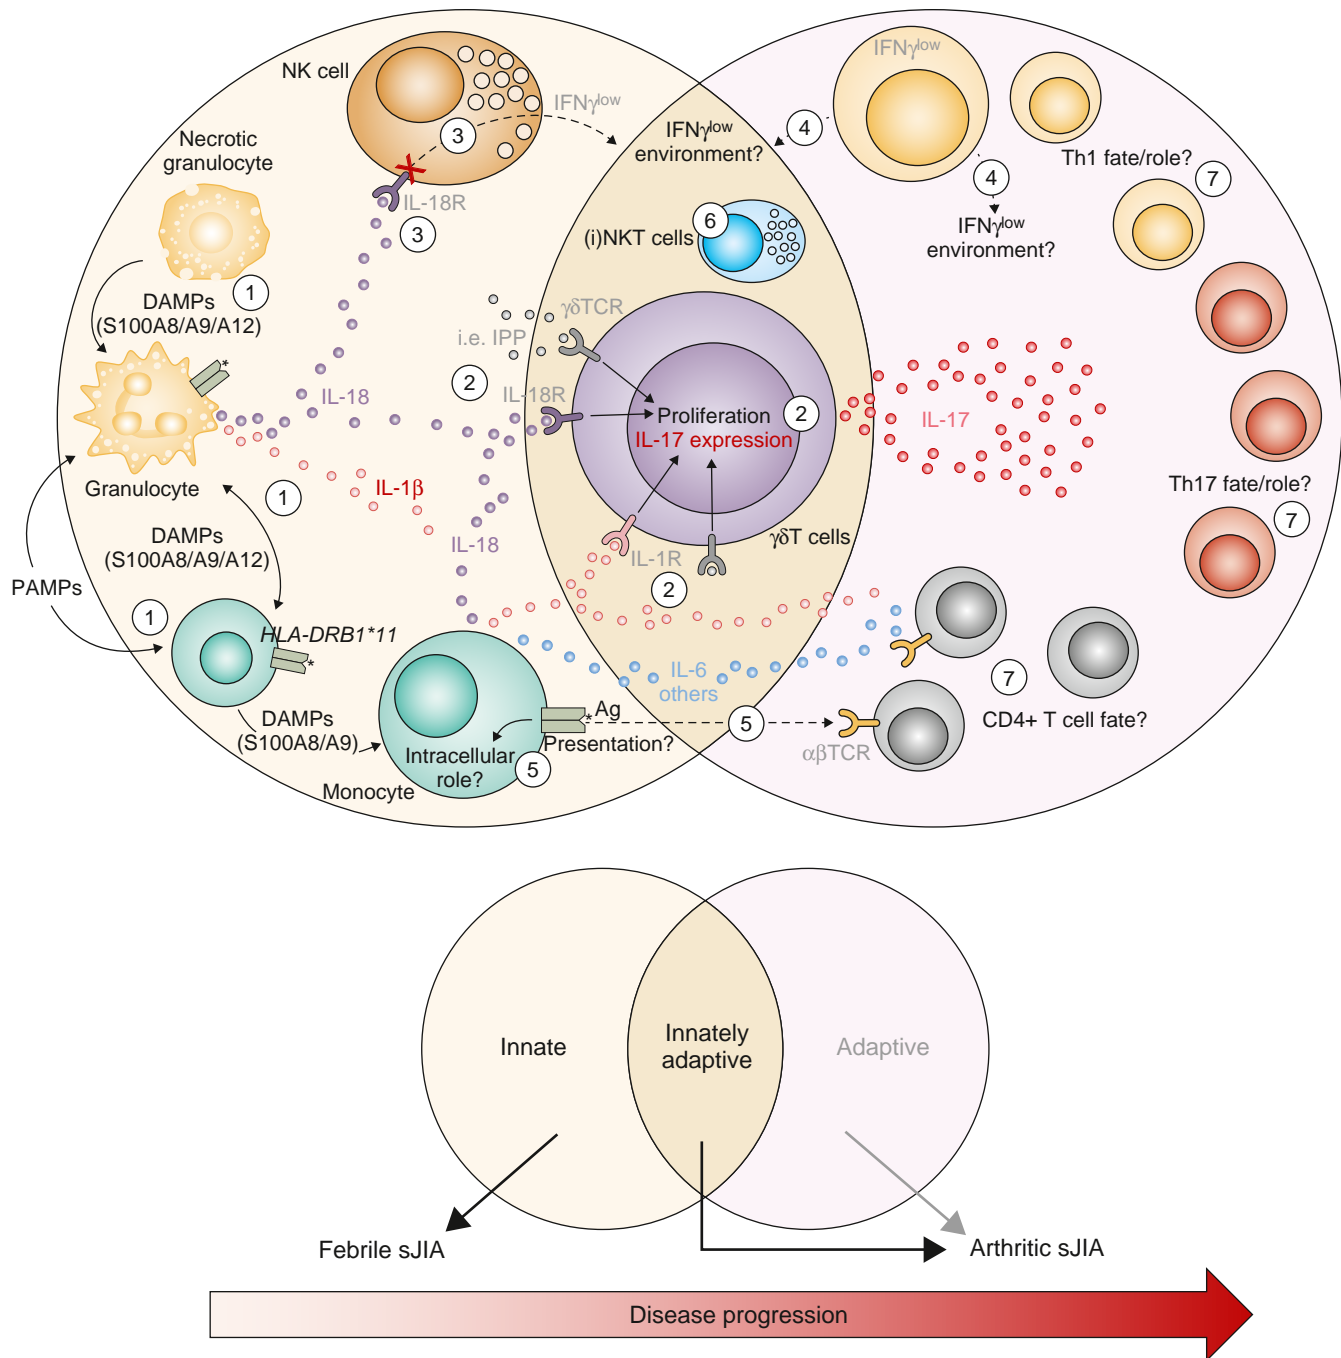 NK cell
IFNγlow
3
Necrotic
granulocyte
IL-18R
3
1
DAMPs
(S100A8/A9/A12)
*
IL-18
Granulocyte
1
IL-1β
DAMPs
(S100A8/A9/A12)
IL-18
PAMPs
1
HLA-DRB1*11
*
DAMPs
(S100A8/A9)
Monocyte
Intracellular
role?
5
*Ag
Presentation?
i.e. IPP
2
IFNγlow
environment?
6
(i)NKT cells
γδTCR
IL-18R
Proliferation
IL-17 expression
2
γδT cells
IL-1R
2
IL-6
others
5
IFNγlow
4
4
IFNγlow
environment?
Th1 fate/role?
7
IL-17
Th17 fate/role?
7
7
CD4+ T cell fate?
αβTCR
Innate
Innately
adaptive
Adaptive
Febrile sJIA
Arthritic sJIA
Disease progression